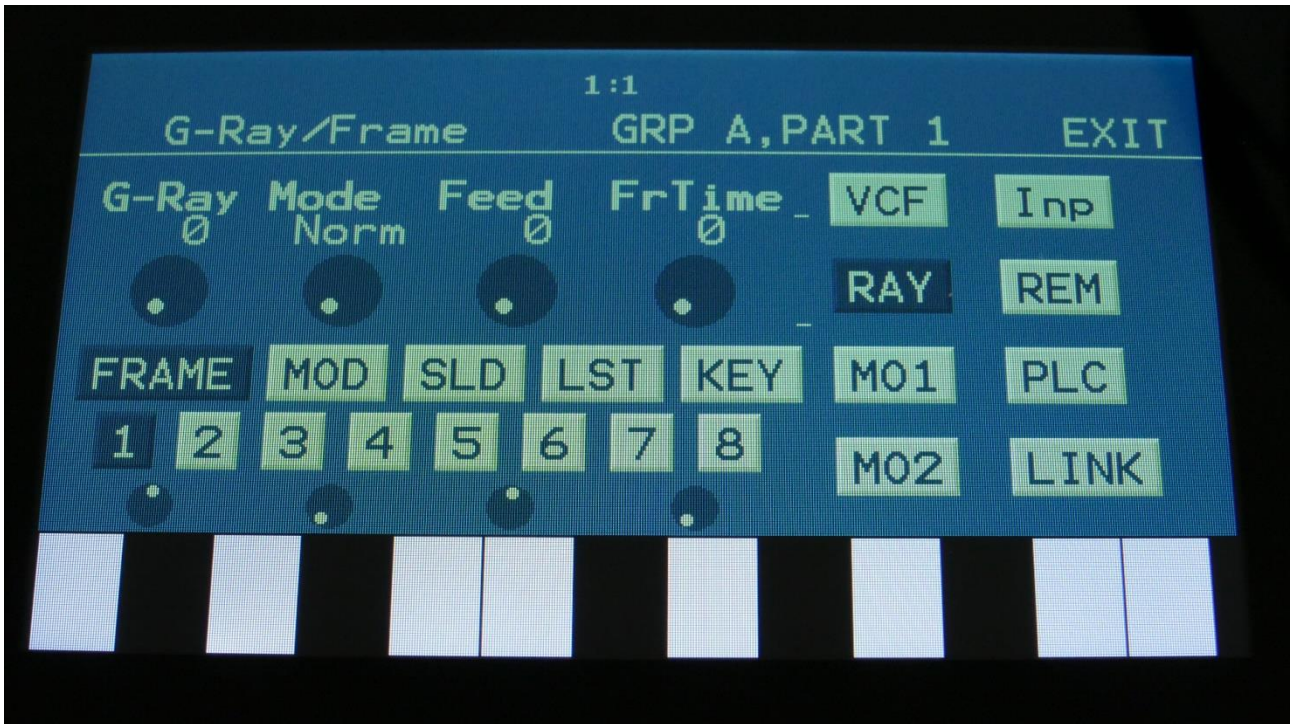 1:1
G-Ray/Frame GRP A,PART 1 EXIT
G-Ray Mode Feed FrTime VCF Inp
0 Norm 0 0
RAY REM
FRAME MOD SLD LST KEY MO1 PLC
1 2 3 4 5 6 7 8
MO2 LINK